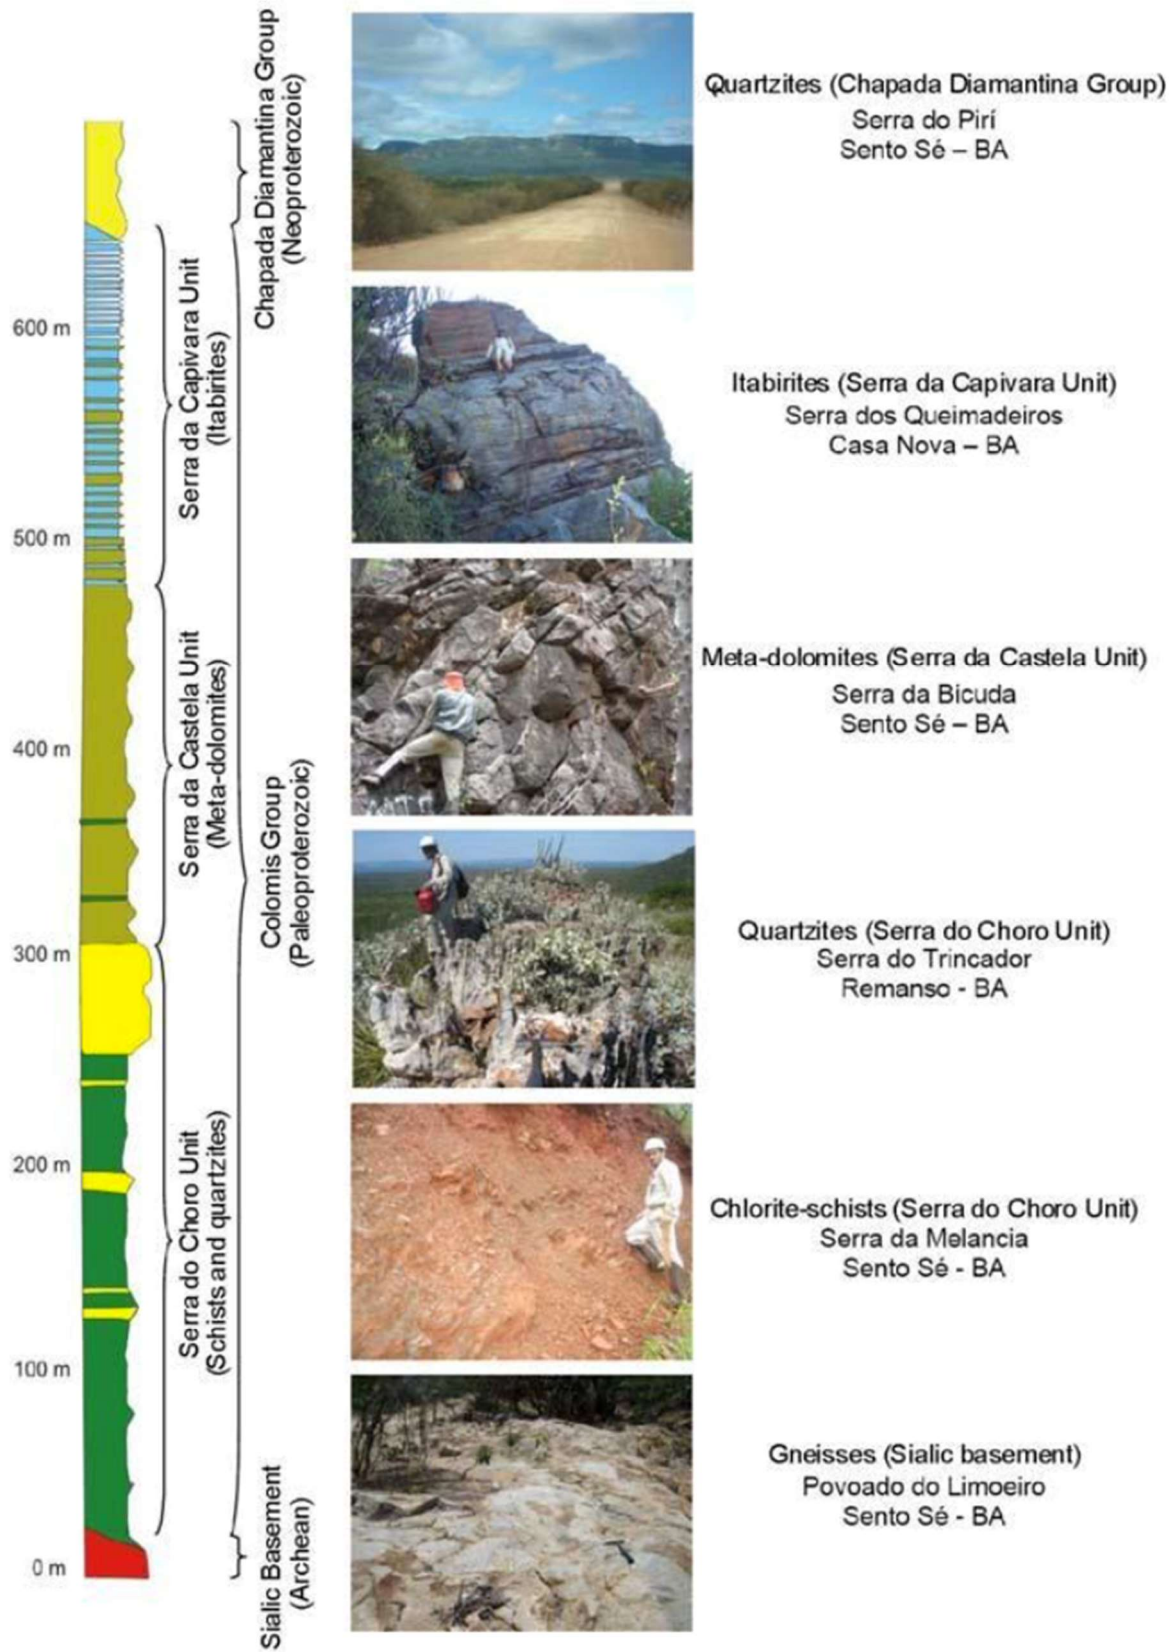 Chapada Diamantina Group
(Neoproterozoic)
Quartzites (Chapada Diamantina Group)
Serra do Pirí
Sento Sé – BA
600 m
Serra da Capivara Unit
(Itabirites)
Itabirites (Serra da Capivara Unit)
Serra dos Queimadeiros
Casa Nova – BA
500 m
Serra da Castela Unit
(Meta-dolomites)
Meta-dolomites (Serra da Castela Unit)
Serra da Bicuda
Sento Sé – BA
400 m
Colomis Group
(Paleoproterozoic)
300 m
Quartzites (Serra do Choro Unit)
Serra do Trincador
Remanso - BA
200 m
Serra do Choro Unit
(Schists and quartzites)
Chlorite-schists (Serra do Choro Unit)
Serra da Melancia
Sento Sé - BA
100 m
Sialic Basement
(Archean)
Gneisses (Sialic basement)
Povoado do Limoeiro
Sento Sé - BA
0 m